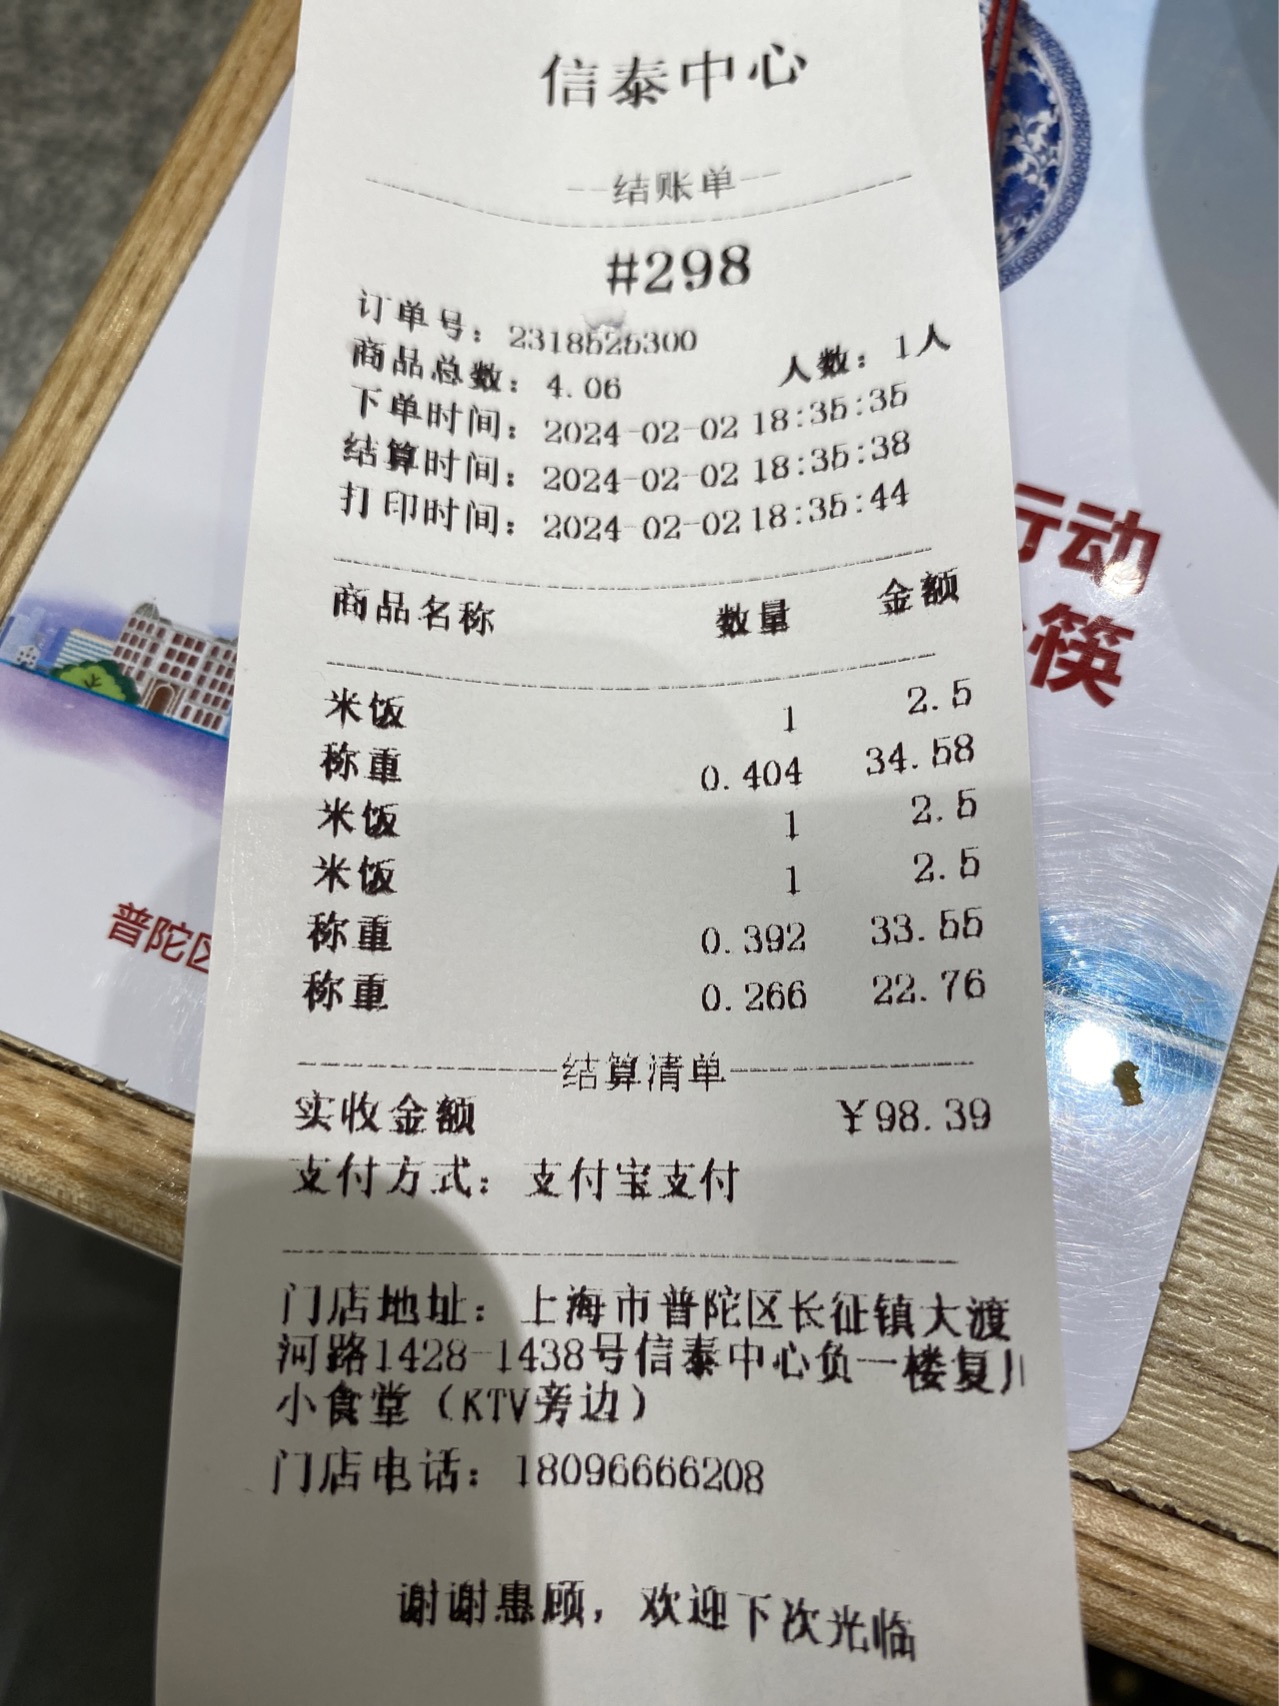 信泰中心
--结账单--
#298
订单号：2318525300
商品总数：4.06 人数：1人
下单时间：2024-02-02 18:35:35
结算时间：2024-02-02 18:35:38
打印时间：2024-02-02 18:35:44
商品名称 数量 金额
米饭 1 2.5
称重 0.404 34.58
米饭 1 2.5
米饭 1 2.5
称重 0.392 33.55
称重 0.266 22.76
结算清单
实收金额 ￥98.39
支付方式：支付宝支付
门店地址：上海市普陀区长征镇大渡
河路1428-1438号信泰中心负一楼复
小食堂（KTV旁边）
门店电话：18096666208
谢谢惠顾，欢迎下次光临
行动
筷
普陀区